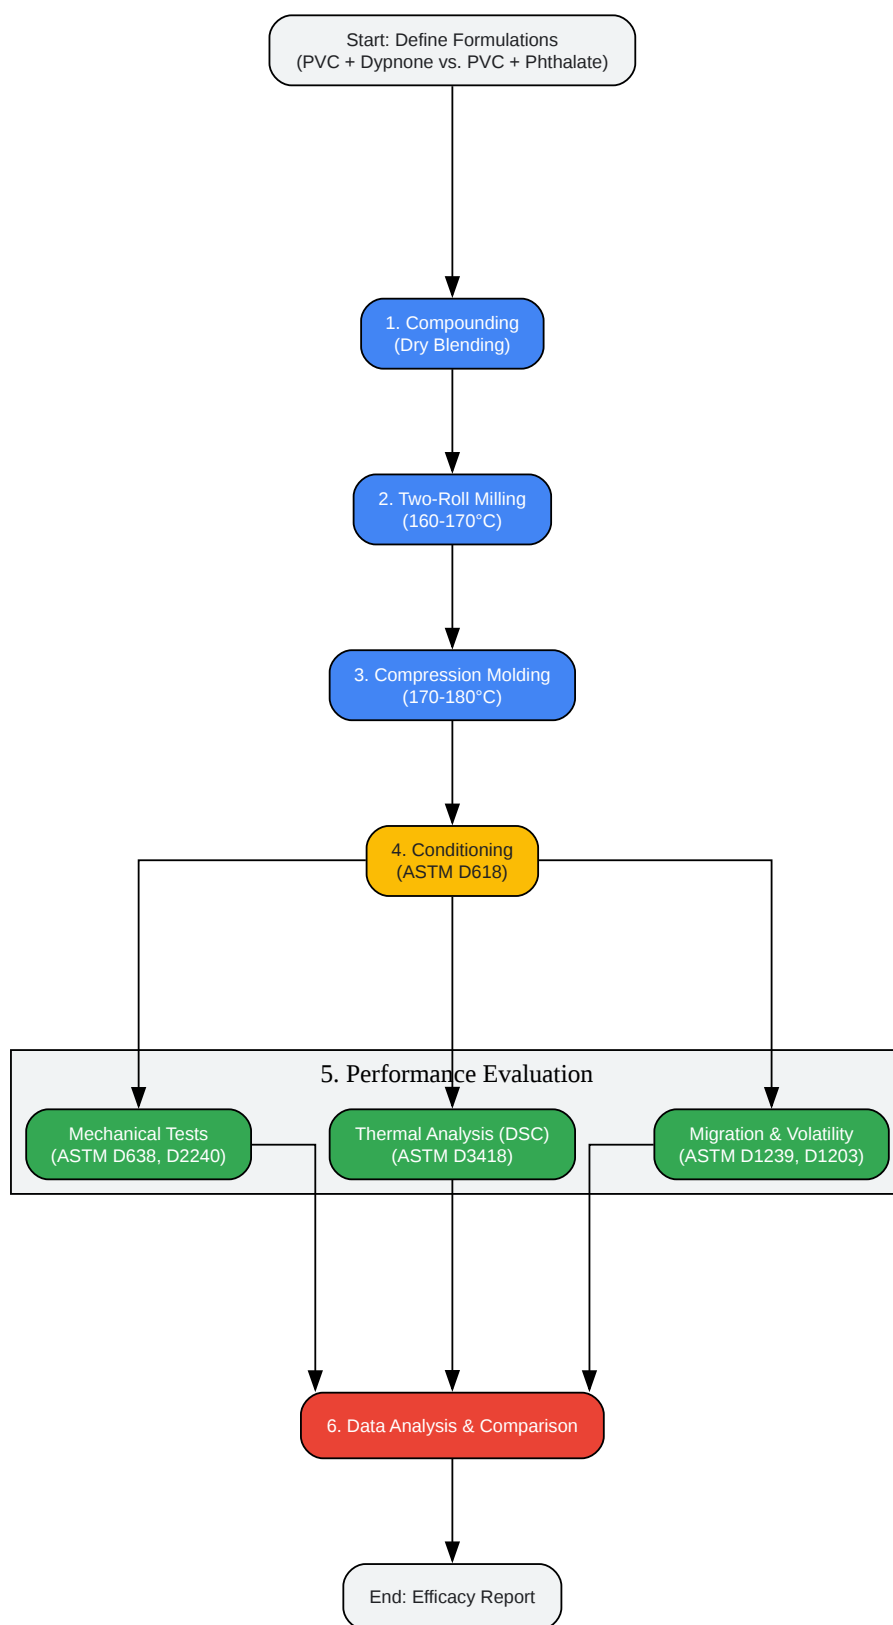 Start: Define Formulations
(PVC + Dypnone vs. PVC + Phthalate)
1. Compounding
(Dry Blending)
2. Two-Roll Milling
(160-170°C)
3. Compression Molding
(170-180°C)
4. Conditioning
(ASTM D618)
5. Performance Evaluation
Mechanical Tests
(ASTM D638, D2240)
Thermal Analysis (DSC)
(ASTM D3418)
Migration & Volatility
(ASTM D1239, D1203)
6. Data Analysis & Comparison
End: Efficacy Report